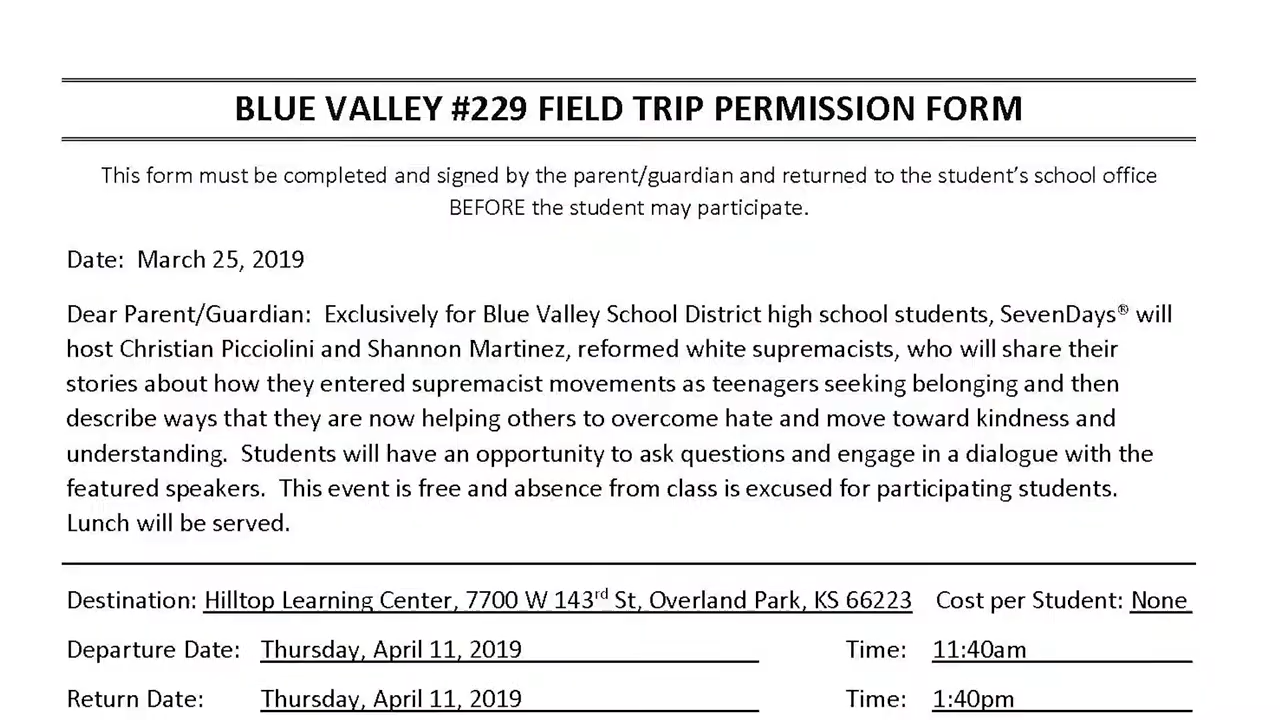 BLUE VALLEY #229 FIELD TRIP PERMISSION FORM
This form must be completed and signed by the parent/guardian and returned to the student’s school office
BEFORE the student may participate.
Date:  March 25, 2019
Dear Parent/Guardian:  Exclusively for Blue Valley School District high school students, SevenDays® will
host Christian Picciolini and Shannon Martinez, reformed white supremacists, who will share their
stories about how they entered supremacist movements as teenagers seeking belonging and then
describe ways that they are now helping others to overcome hate and move toward kindness and
understanding.  Students will have an opportunity to ask questions and engage in a dialogue with the
featured speakers.  This event is free and absence from class is excused for participating students.
Lunch will be served.
Destination: Hilltop Learning Center, 7700 W 143rd St, Overland Park, KS 66223   Cost per Student: None
Departure Date:   Thursday, April 11, 2019   Time:   11:40am
Return Date:   Thursday, April 11, 2019   Time:   1:40pm